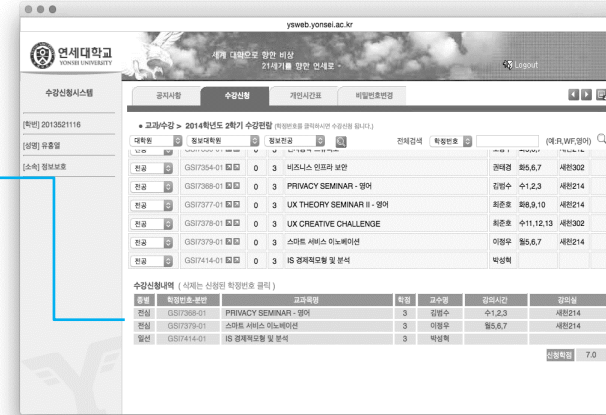 ysweb.yonsei.ac.kr
연세대학교
YONSEI UNIVERSITY
세계 대학으로 향한 비상
21세기를 향한 연세로 -
Logout
수강신청시스템
공지사항 수강신청 개인시간표 비밀번호변경
[학번] 2013521116
[성명] 유홍열
[소속] 정보보호
● 교과/수강 > 2014학년도 2학기 수강편람 (학정번호를 클릭하시면 수강신청 됩니다.)
대학원 정보대학원 정보전공 전체검색 학정번호 (예:R,WF,영어)
전공 GSI7354-01 0 3 비즈니스 인프라 보안 권태경 화5,6,7 새천302
전공 GSI7368-01 0 3 PRIVACY SEMINAR - 영어 김범수 수1,2,3 새천214
전공 GSI7377-01 0 3 UX THEORY SEMINAR II - 영어 최준호 화8,9,10 새천214
전공 GSI7378-01 0 3 UX CREATIVE CHALLENGE 최준호 수11,12,13 새천302
전공 GSI7379-01 0 3 스마트 서비스 이노베이션 이정우 월5,6,7 새천214
전공 GSI7414-01 0 3 IS 경제적모형 및 분석 박성혁
수강신청내역 ( 삭제는 신청된 학정번호 클릭 )
종별 학정번호-분반 교과목명 학점 교수명 강의시간 강의실
전심 GSI7368-01 PRIVACY SEMINAR - 영어 3 김범수 수1,2,3 새천214
전심 GSI7379-01 스마트 서비스 이노베이션 3 이정우 월5,6,7 새천214
일선 GSI7414-01 IS 경제적모형 및 분석 3 박성혁
신청학점 7.0